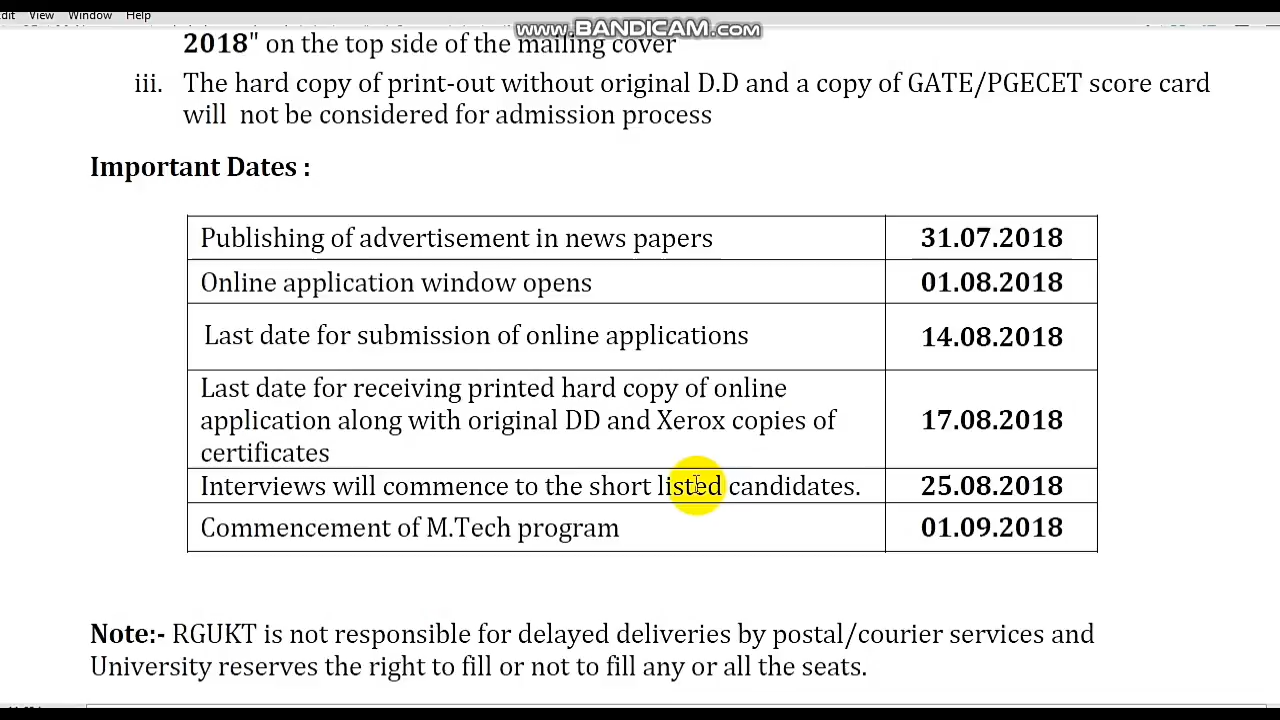 dit View Window Help
www.BANDICAM.com
2018" on the top side of the mailing cover
iii. The hard copy of print-out without original D.D and a copy of GATE/PGECET score card
will not be considered for admission process
Important Dates :
Publishing of advertisement in news papers 31.07.2018
Online application window opens 01.08.2018
Last date for submission of online applications 14.08.2018
Last date for receiving printed hard copy of online
application along with original DD and Xerox copies of 17.08.2018
certificates
Interviews will commence to the short listed candidates. 25.08.2018
Commencement of M.Tech program 01.09.2018
Note:- RGUKT is not responsible for delayed deliveries by postal/courier services and
University reserves the right to fill or not to fill any or all the seats.